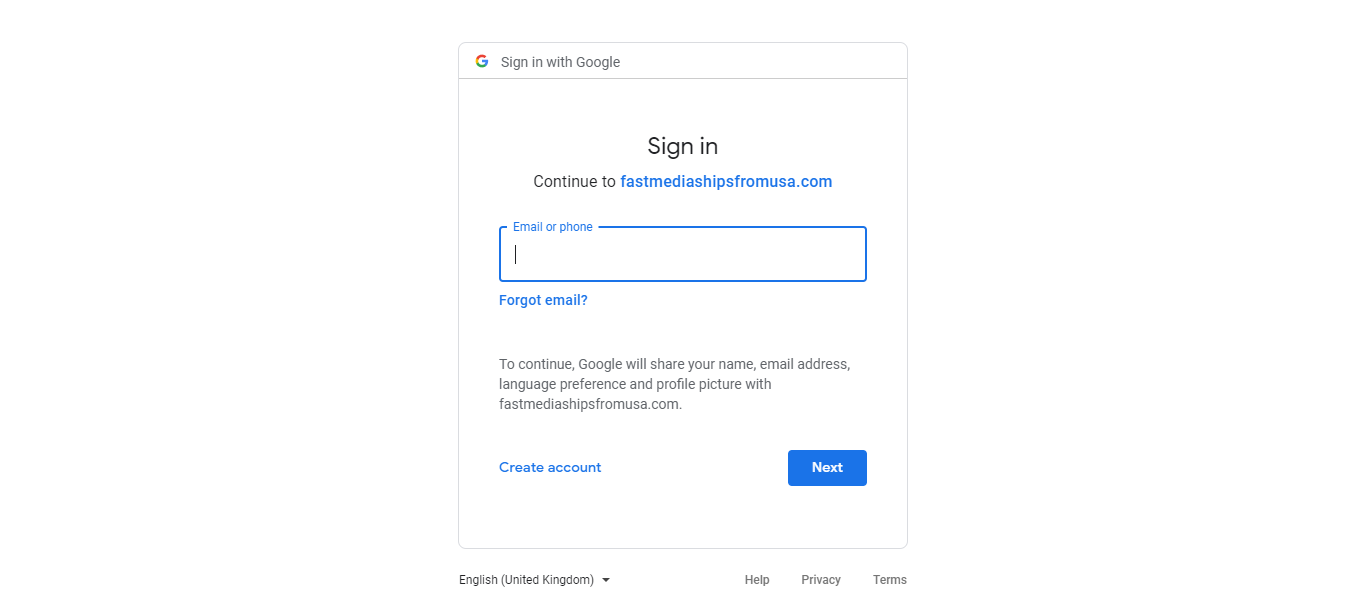 Sign in with Google
Sign in
Continue to fastmediashipsfromusa.com
Email or phone
Forgot email?
To continue, Google will share your name, email address,
language preference and profile picture with
fastmediashipsfromusa.com.
Create account
Next
English (United Kingdom)
Help
Privacy
Terms